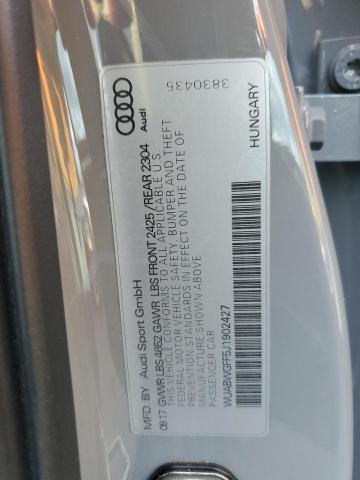 3830435
Audi
MFD BY Audi Sport GmbH
09.17 GVWR LBS 4652 GAWR LBS FRONT 2425 /REAR 2304
THIS VEHICLE CONFORMS TO ALL APPLICABLE U S
FEDERAL MOTOR VEHICLE SAFETY, BUMPER AND THEFT
PREVENTION STANDARDS IN EFFECT ON THE DATE OF
MANUFACTURE SHOWN ABOVE
PASSENGER CAR
HUNGARY
WUABWGFF5J1902427